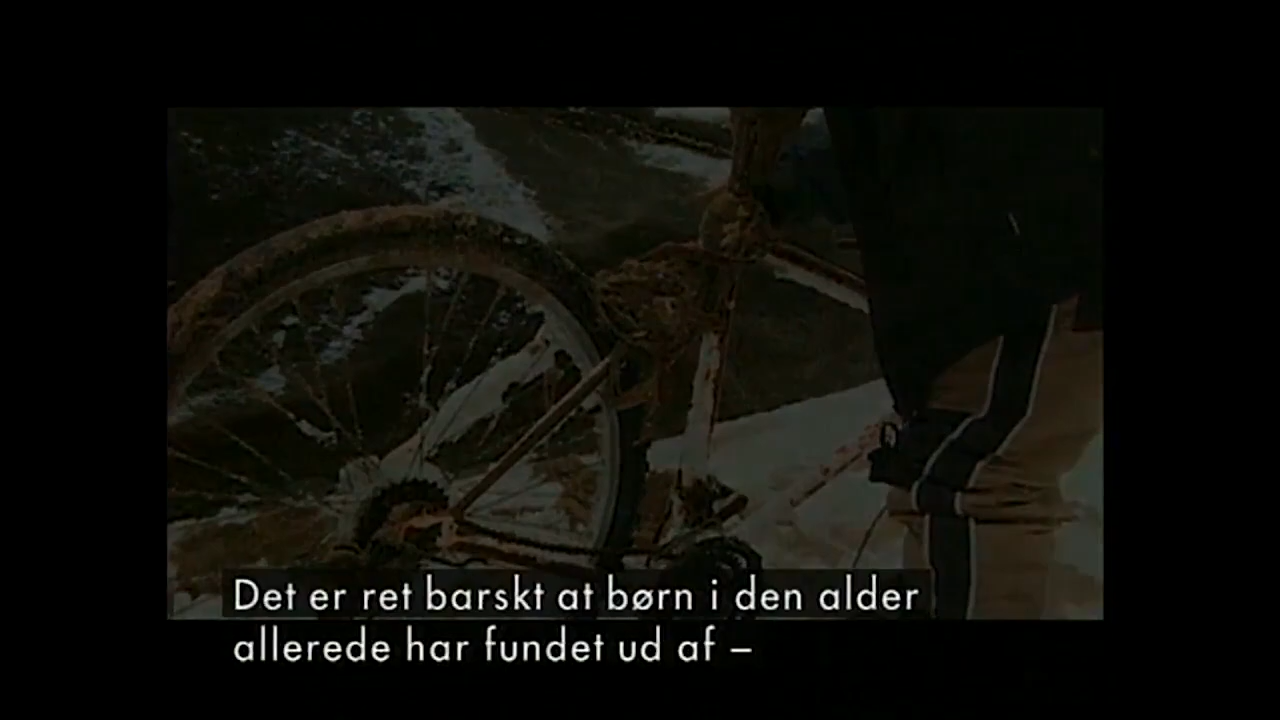 Det er ret barskt at børn i den alder
allerede har fundet ud af –